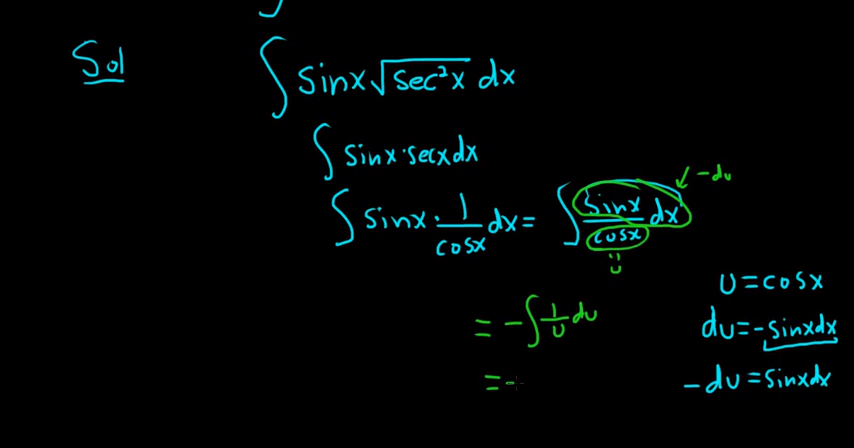 Sol
∫ sinx √(sec²x) dx
∫ sinx·secx dx
∫ sinx · 1/cosx dx = ∫ sinx/cosx dx
-du
u
u = cosx
= -∫ 1/u du
du = -sinxdx
= -
-du = sinxdx